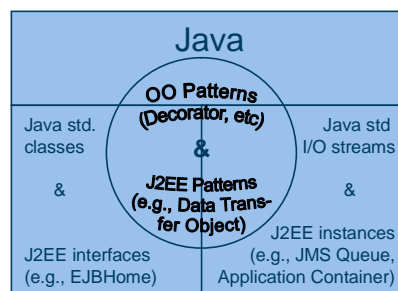 Java
OO Patterns
(Decorator, etc)
&
J2EE Patterns
(e.g., Data Trans-
fer Object)
Java std.
classes
&
J2EE interfaces
(e.g., EJBHome)
Java std
I/O streams
&
J2EE instances
(e.g., JMS Queue,
Application Container)